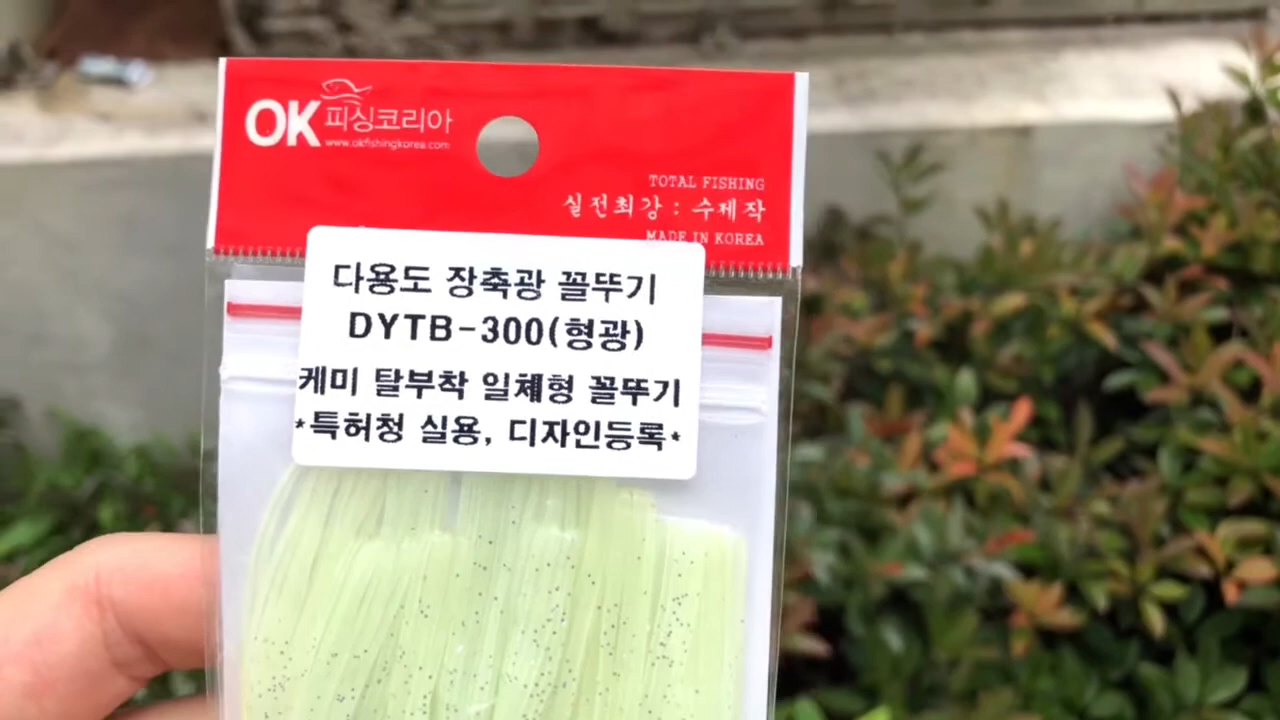 OK 피싱코리아
www.okfishingkorea.com
TOTAL FISHING
실전최강 : 수제작
MADE IN KOREA
다용도 장축광 꼴뚜기
DYTB-300(형광)
케미 탈부착 일체형 꼴뚜기
*특허청 실용, 디자인등록*